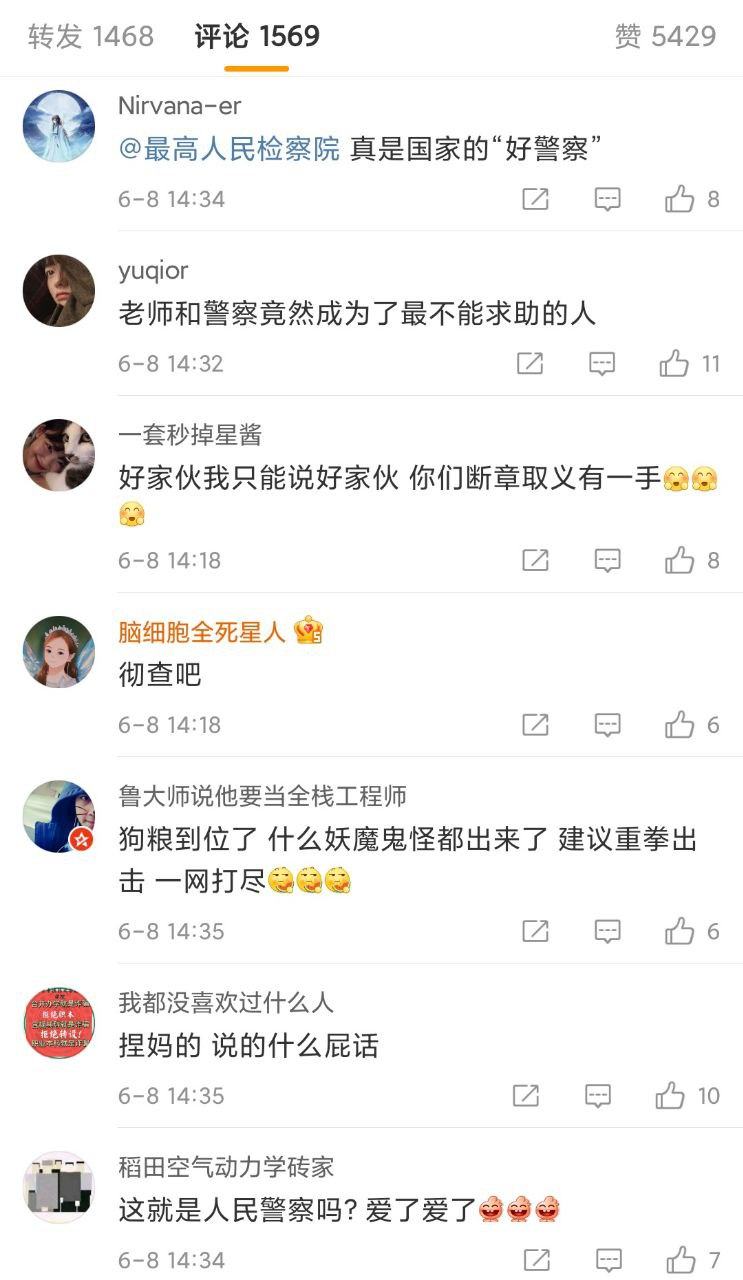 转发 1468 评论 1569 赞 5429
Nirvana-er
@最高人民检察院 真是国家的“好警察”
6-8 14:34 8
yuqior
老师和警察竟然成为了最不能求助的人
6-8 14:32 11
一套秒掉星酱
好家伙我只能说好家伙 你们断章取义有一手🤗🤗
🤗
6-8 14:18 8
脑细胞全死星人
彻查吧
6-8 14:18 6
鲁大师说他要当全栈工程师
狗粮到位了 什么妖魔鬼怪都出来了 建议重拳出
击 一网打尽
6-8 14:35 6
拒绝转设!
我都没喜欢过什么人
捏妈的 说的什么屁话
6-8 14:35 10
稻田空气动力学砖家
这就是人民警察吗? 爱了爱了
6-8 14:34 7